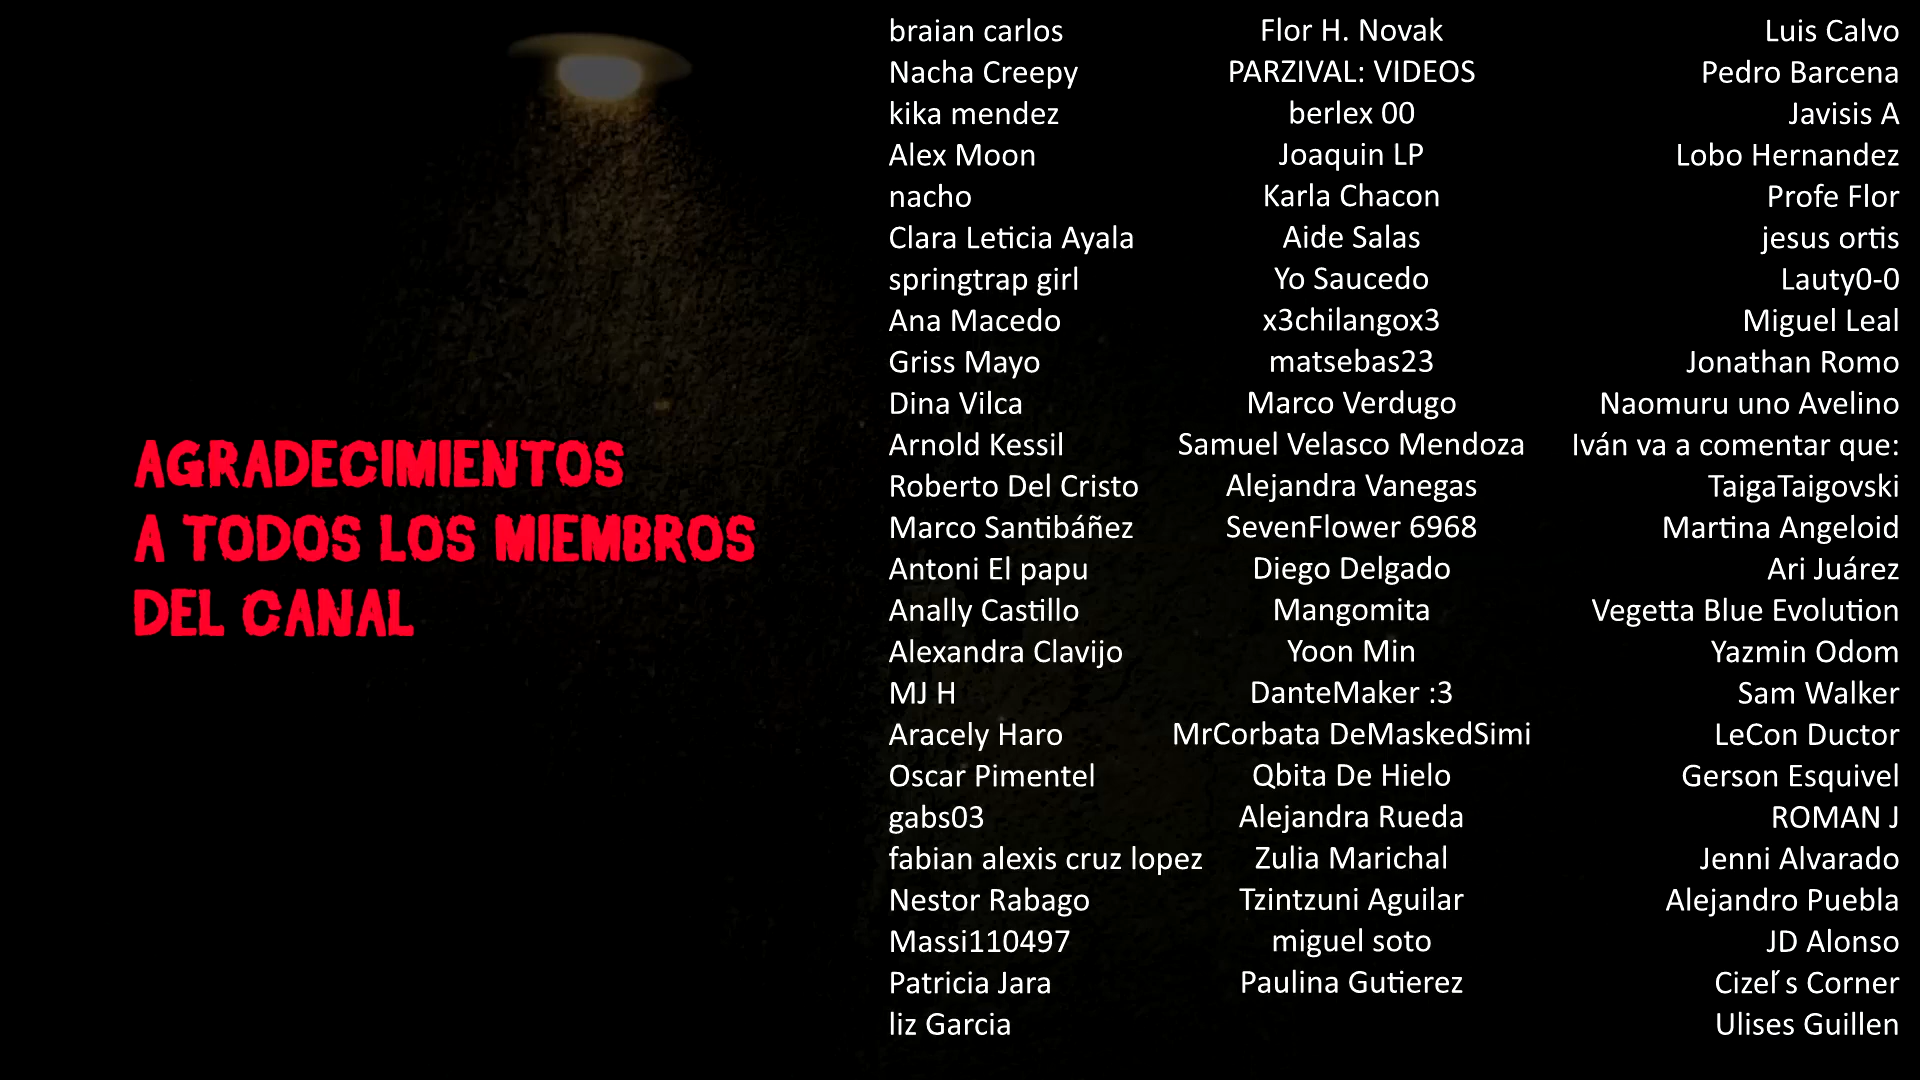 AGRADECIMIENTOS
A TODOS LOS MIEMBROS
DEL CANAL
braian carlos
Nacha Creepy
kika mendez
Alex Moon
nacho
Clara Leticia Ayala
springtrap girl
Ana Macedo
Griss Mayo
Dina Vilca
Arnold Kessil
Roberto Del Cristo
Marco Santibáñez
Antoni El papu
Anally Castillo
Alexandra Clavijo
MJ H
Aracely Haro
Oscar Pimentel
gabs03
fabian alexis cruz lopez
Nestor Rabago
Massi110497
Patricia Jara
liz Garcia
Flor H. Novak
PARZIVAL: VIDEOS
berlex 00
Joaquin LP
Karla Chacon
Aide Salas
Yo Saucedo
x3chilangox3
matsebas23
Marco Verdugo
Samuel Velasco Mendoza
Alejandra Vanegas
SevenFlower 6968
Diego Delgado
Mangomita
Yoon Min
DanteMaker :3
MrCorbata DeMaskedSimi
Qbita De Hielo
Alejandra Rueda
Zulia Marichal
Tzintzuni Aguilar
miguel soto
Paulina Gutierez
Luis Calvo
Pedro Barcena
Javisis A
Lobo Hernandez
Profe Flor
jesus ortis
Lauty0-0
Miguel Leal
Jonathan Romo
Naomuru uno Avelino
Iván va a comentar que:
TaigaTaigovski
Martina Angeloid
Ari Juárez
Vegetta Blue Evolution
Yazmin Odom
Sam Walker
LeCon Ductor
Gerson Esquivel
ROMAN J
Jenni Alvarado
Alejandro Puebla
JD Alonso
Cizel´s Corner
Ulises Guillen